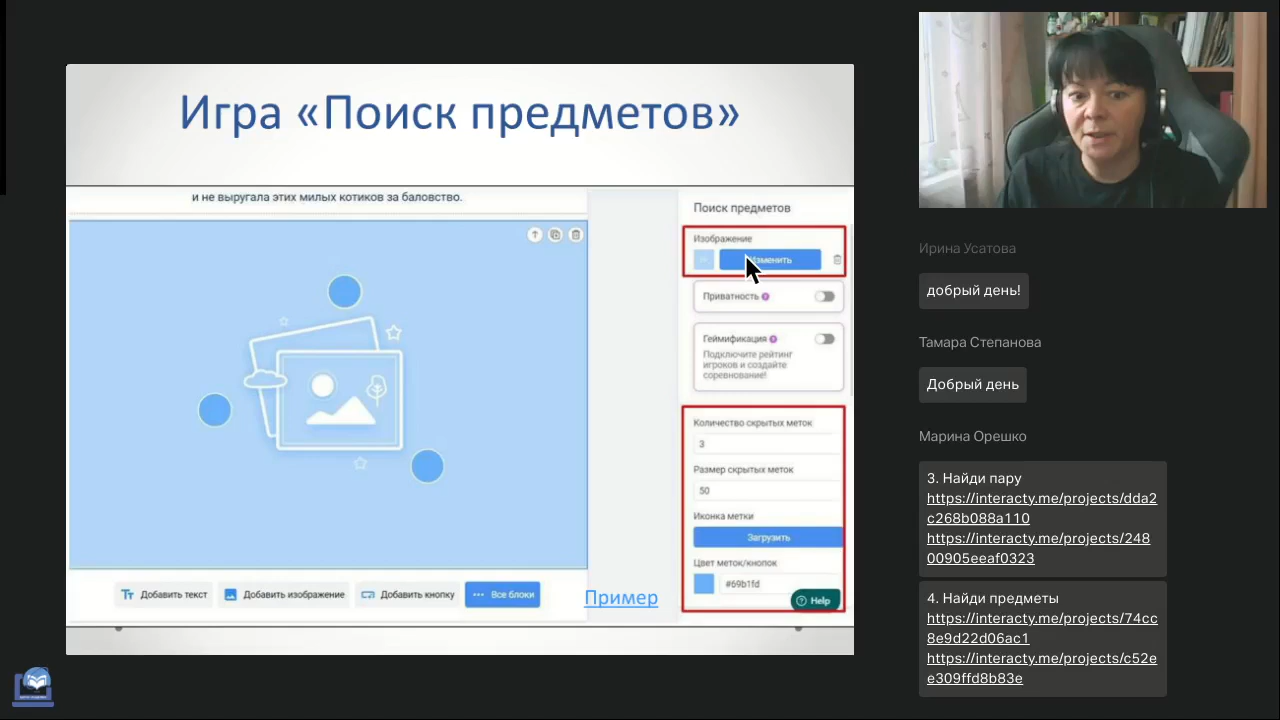 Игра «Поиск предметов»
и не выругала этих милых котиков за баловство.
Поиск предметов
Изображение
Изменить
Приватность
Геймификация
Подключите рейтинг
игроков и создайте
соревнование!
Количество скрытых меток
3
Размер скрытых меток
50
Иконка метки
Загрузить
Цвет меток/кнопок
#69b1fd
Help
Добавить текст
Добавить изображение
Добавить кнопку
Все блоки
Пример
Ирина Усатова
добрый день!
Тамара Степанова
Добрый день
Марина Орешко
3. Найди пару
https://interacty.me/projects/dda2
c268b088a110
https://interacty.me/projects/248
00905eeaf0323
4. Найди предметы
https://interacty.me/projects/74cc
8e9d22d06ac1
https://interacty.me/projects/c52e
e309ffd8b83e